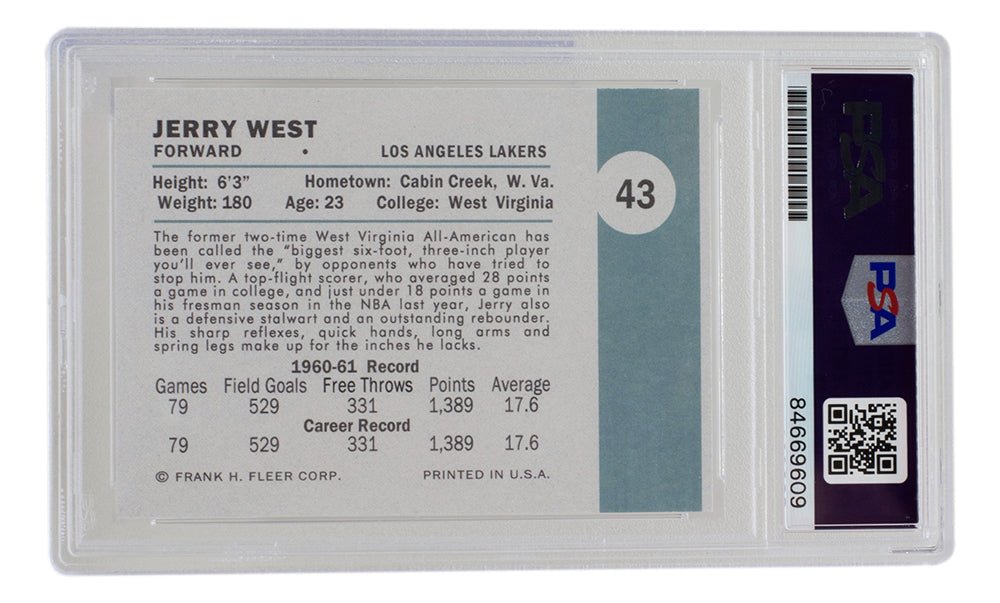 JERRY WEST
FORWARD • LOS ANGELES LAKERS
Height: 6'3" Hometown: Cabin Creek, W. Va.
Weight: 180 Age: 23 College: West Virginia
43
The former two-time West Virginia All-American has
been called the "biggest six-foot, three-inch player
you'll ever see," by opponents who have tried to
stop him. A top-flight scorer, who averaged 28 points
a game in college, and just under 18 points a game in
his fresman season in the NBA last year, Jerry also
is a defensive stalwart and an outstanding rebounder.
His sharp reflexes, quick hands, long arms and
spring legs make up for the inches he lacks.
1960-61 Record
Games Field Goals Free Throws Points Average
79 529 331 1,389 17.6
Career Record
79 529 331 1,389 17.6
© FRANK H. FLEER CORP. PRINTED IN U.S.A.
PSA
PSA
84669609